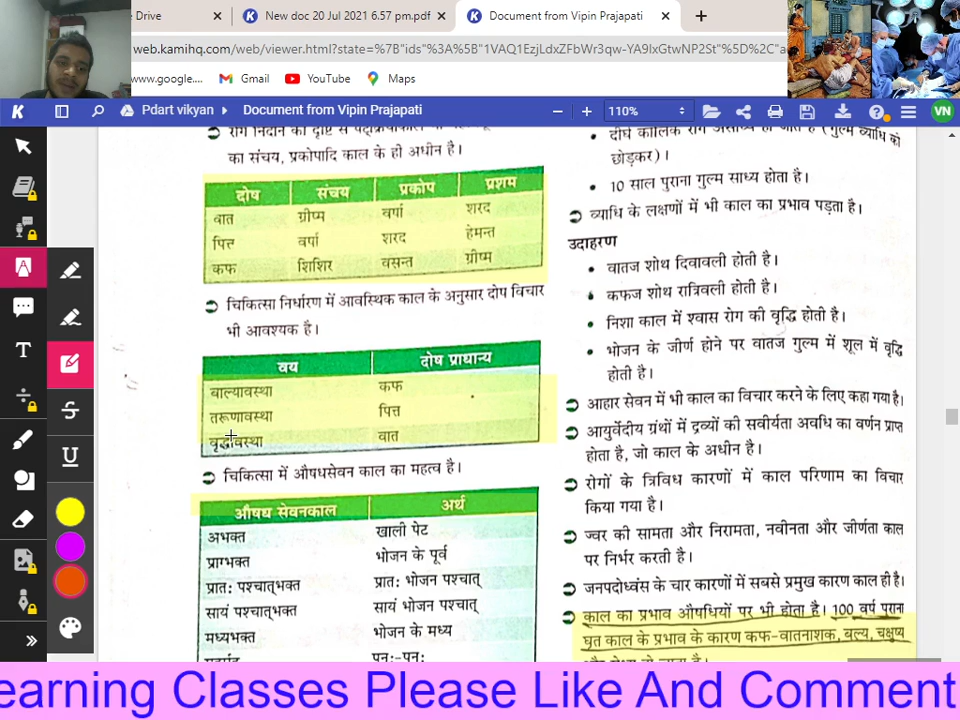 Drive
New doc 20 Jul 2021 6.57 pm.pdf
Document from Vipin Prajapati
web.kamihq.com/web/viewer.html?state=%7B"ids"%3A%5B"1VAQ1EzjLdxZFbWr3qw-YA9lxGtwNP2St"%5D%2C"a
www.google....
Gmail
YouTube
Maps
K
Pdart vikyan
Document from Vipin Prajapati
110%
VN
का संचय, प्रकोपादि काल के ही अधीन है।
दोष संचय प्रकोप प्रशम
वात ग्रीष्म वर्षा शरद
पित्त वर्षा शरद हेमन्त
कफ शिशिर वसन्त ग्रीष्म
चिकित्सा निर्धारण में आवस्थिक काल के अनुसार दोष विचार
भी आवश्यक है।
वय दोष प्राधान्य
बाल्यावस्था कफ
तरूणावस्था पित्त
वृद्धावस्था वात
चिकित्सा में औषधसेवन काल का महत्व है।
औषध सेवनकाल अर्थ
अभक्त खाली पेट
प्राग्भक्त भोजन के पूर्व
प्रात: पश्चात्भक्त प्रात: भोजन पश्चात्
सायं पश्चात्भक्त सायं भोजन पश्चात्
मध्यभक्त भोजन के मध्य
पुन:-पुन:
दीर्घ कालिक रोग असाध्य हो जाते हैं (गुल्म व्याधि को
छोड़कर)।
10 साल पुराना गुल्म साध्य होता है।
व्याधि के लक्षणों में भी काल का प्रभाव पड़ता है।
उदाहरण
वातज शोथ दिवावली होती है।
कफज शोथ रात्रिवली होती है।
निशा काल में श्वास रोग की वृद्धि होती है।
भोजन के जीर्ण होने पर वातज गुल्म में शूल में वृद्धि
होती है।
आहार सेवन में भी काल का विचार करने के लिए कहा गया है।
आयुर्वेदीय ग्रंथों में द्रव्यों की सवीर्यता अवधि का वर्णन प्राप्त
होता है, जो काल के अधीन है।
रोगों के त्रिविध कारणों में काल परिणाम का विचार
किया गया है।
ज्वर की सामता और निरामता, नवीनता और जीर्णता काल
पर निर्भर करती है।
जनपदोध्वंस के चार कारणों में सबसे प्रमुख कारण काल ही है।
काल का प्रभाव औषधियों पर भी होता है। 100 वर्ष पुराना
घृत काल के प्रभाव के कारण कफ-वातनाशक, बल्य, चक्षुष्य
earning Classes Please Like And Comment